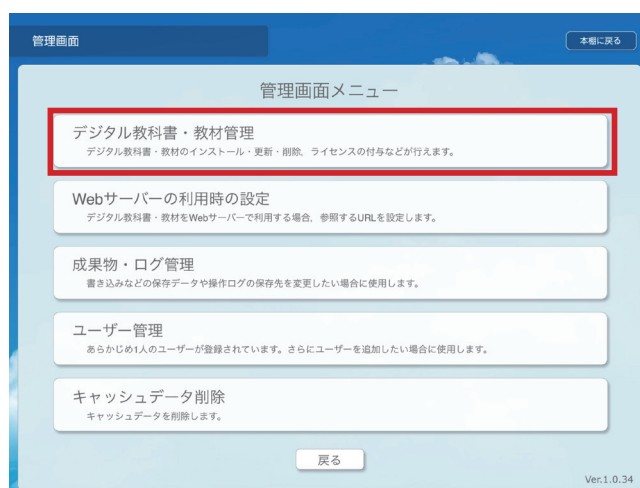 管理画面
本棚に戻る
管理画面メニュー
デジタル教科書・教材管理
デジタル教科書・教材のインストール・更新・削除、ライセンスの付与などが行えます。
Webサーバーの利用時の設定
デジタル教科書・教材をWebサーバーで利用する場合、参照するURLを設定します。
成果物・ログ管理
書き込みなどの保存データや操作ログの保存先を変更したい場合に使用します。
ユーザー管理
あらかじめ1人のユーザーが登録されています。さらにユーザーを追加したい場合に使用します。
キャッシュデータ削除
キャッシュデータを削除します。
戻る
Ver.1.0.34